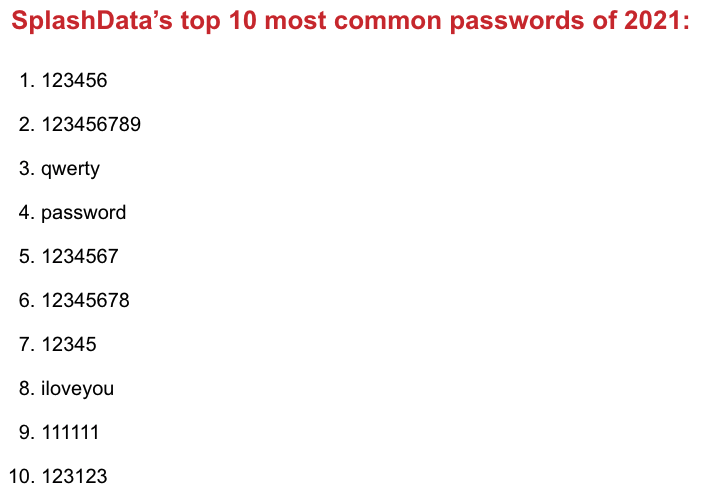 SplashData’s top 10 most common passwords of 2021:
1. 123456
2. 123456789
3. qwerty
4. password
5. 1234567
6. 12345678
7. 12345
8. iloveyou
9. 111111
10. 123123